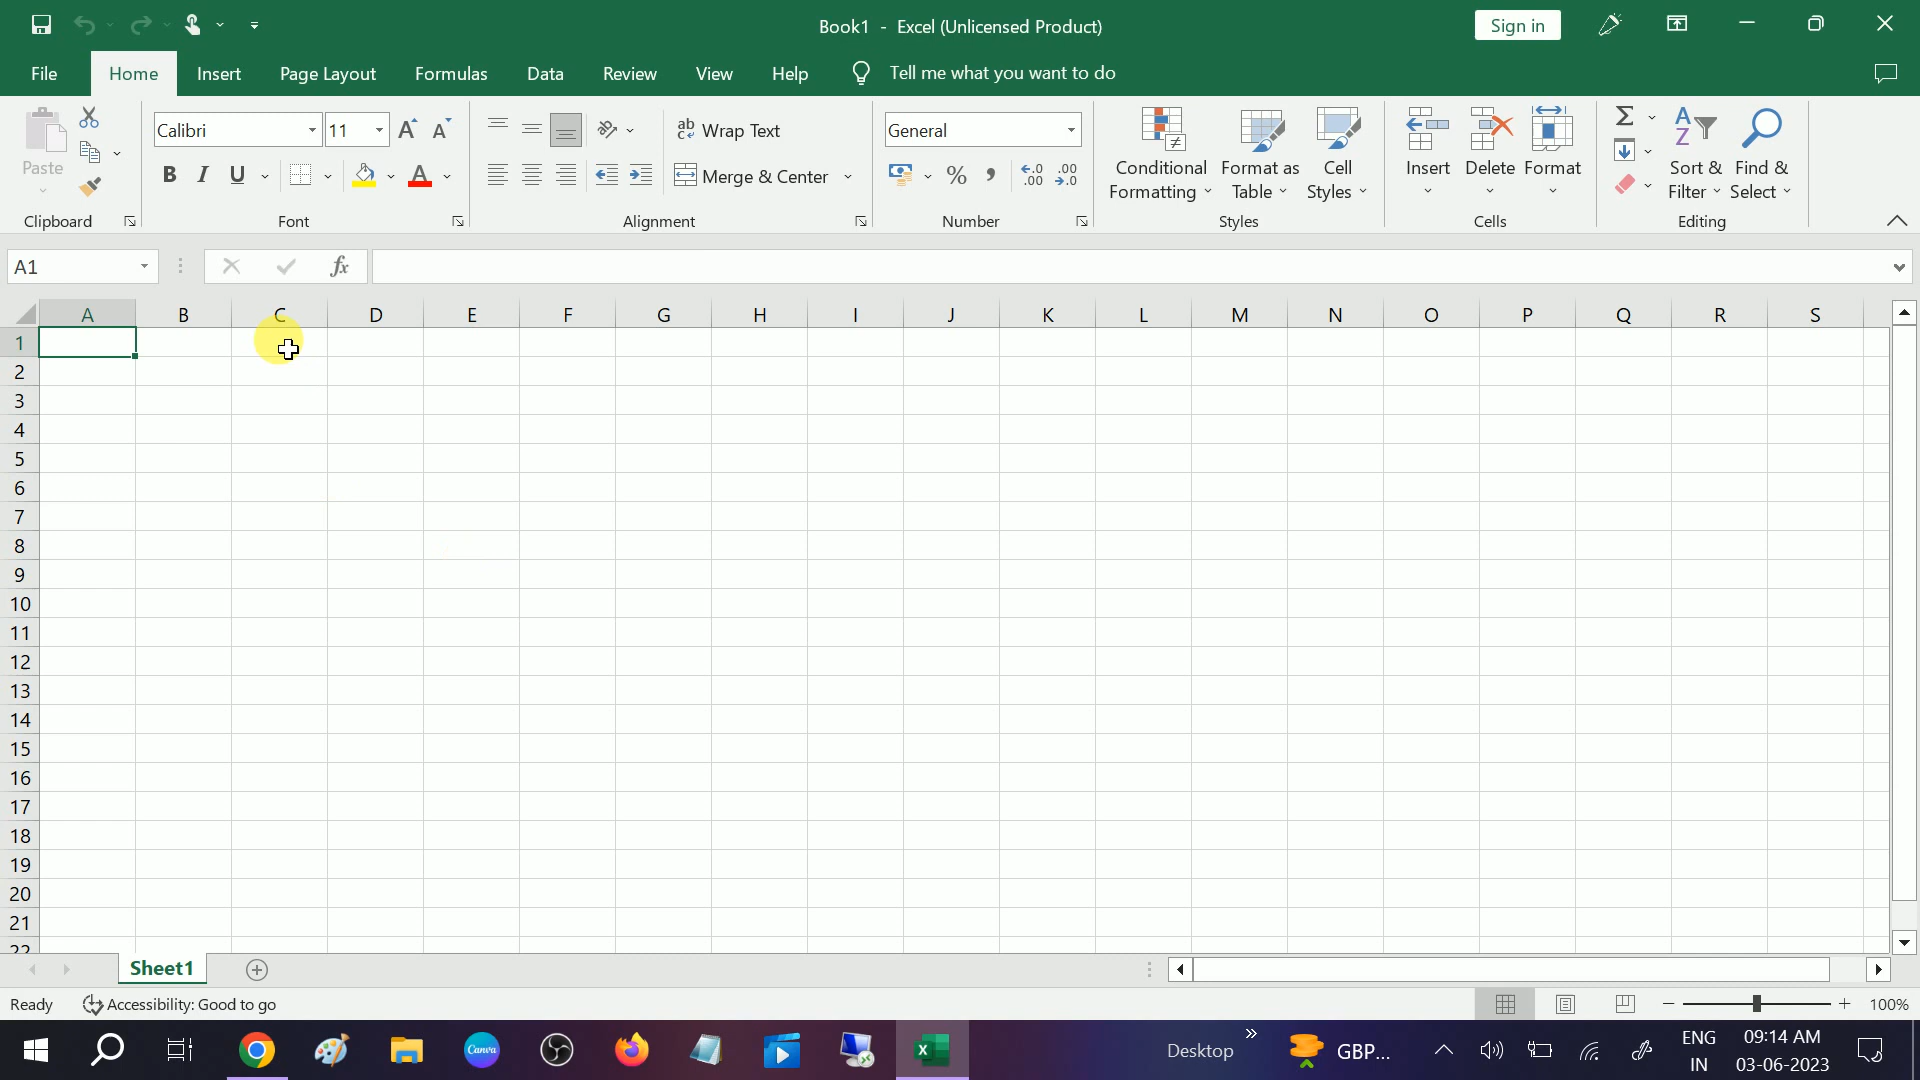 Book1 - Excel (Unlicensed Product)
Sign in
File Home Insert Page Layout Formulas Data Review View Help Tell me what you want to do
Paste
Clipboard
Calibri 11
B I U A
Font
ab Wrap Text
Merge & Center
Alignment
General
% ,
Number
Conditional Formatting
Format as Table
Cell Styles
Styles
Insert Delete Format
Cells
Σ
Sort & Filter
Find & Select
Editing
A1 fx
A B C D E F G H I J K L M N O P Q R S
1
2
3
4
5
6
7
8
9
10
11
12
13
14
15
16
17
18
19
20
21
22
Sheet1
Ready Accessibility: Good to go 100%
Canva
Desktop
GBP...
ENG
IN
09:14 AM
03-06-2023